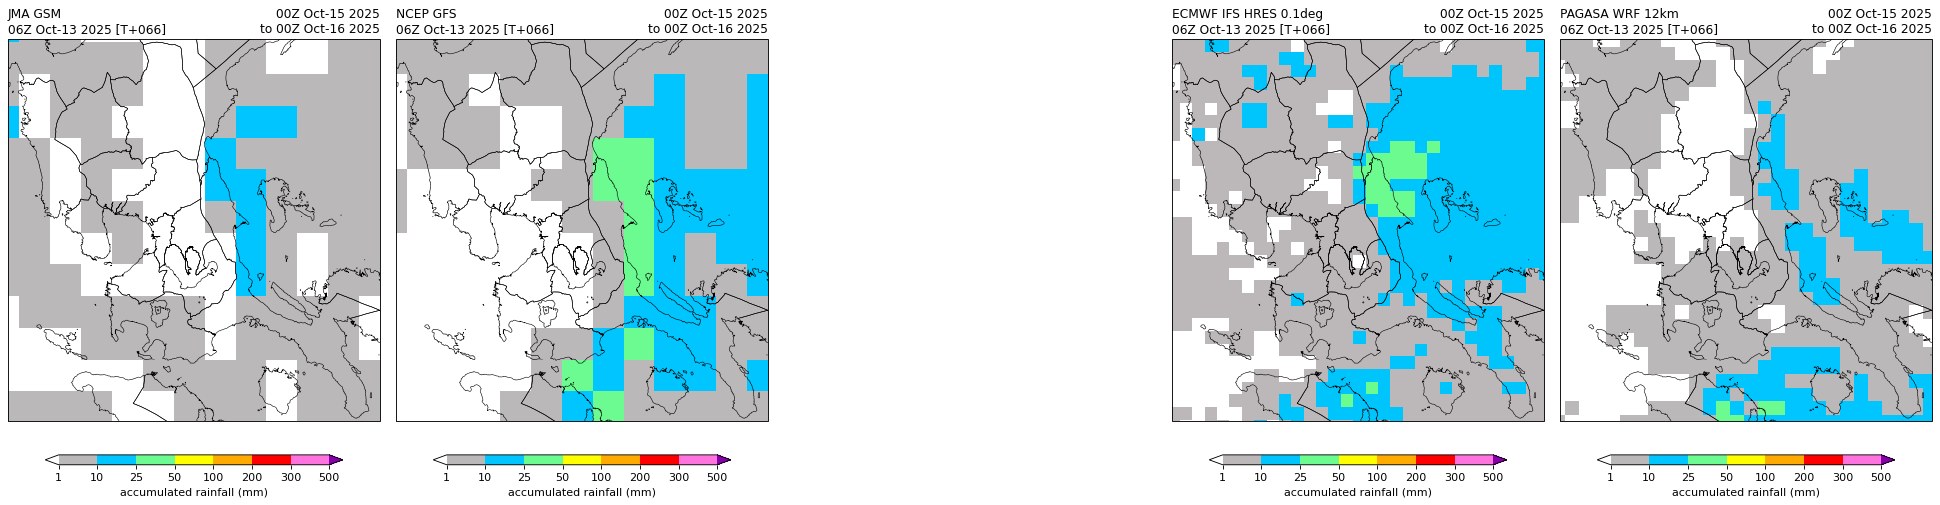 JMA GSM 00Z Oct-15 2025
06Z Oct-13 2025 [T+066] to 00Z Oct-16 2025
1 10 25 50 100 200 300 500
accumulated rainfall (mm)
NCEP GFS 00Z Oct-15 2025
06Z Oct-13 2025 [T+066] to 00Z Oct-16 2025
1 10 25 50 100 200 300 500
accumulated rainfall (mm)
ECMWF IFS HRES 0.1deg 00Z Oct-15 2025
06Z Oct-13 2025 [T+066] to 00Z Oct-16 2025
1 10 25 50 100 200 300 500
accumulated rainfall (mm)
PAGASA WRF 12km 00Z Oct-15 2025
06Z Oct-13 2025 [T+066] to 00Z Oct-16 2025
1 10 25 50 100 200 300 500
accumulated rainfall (mm)